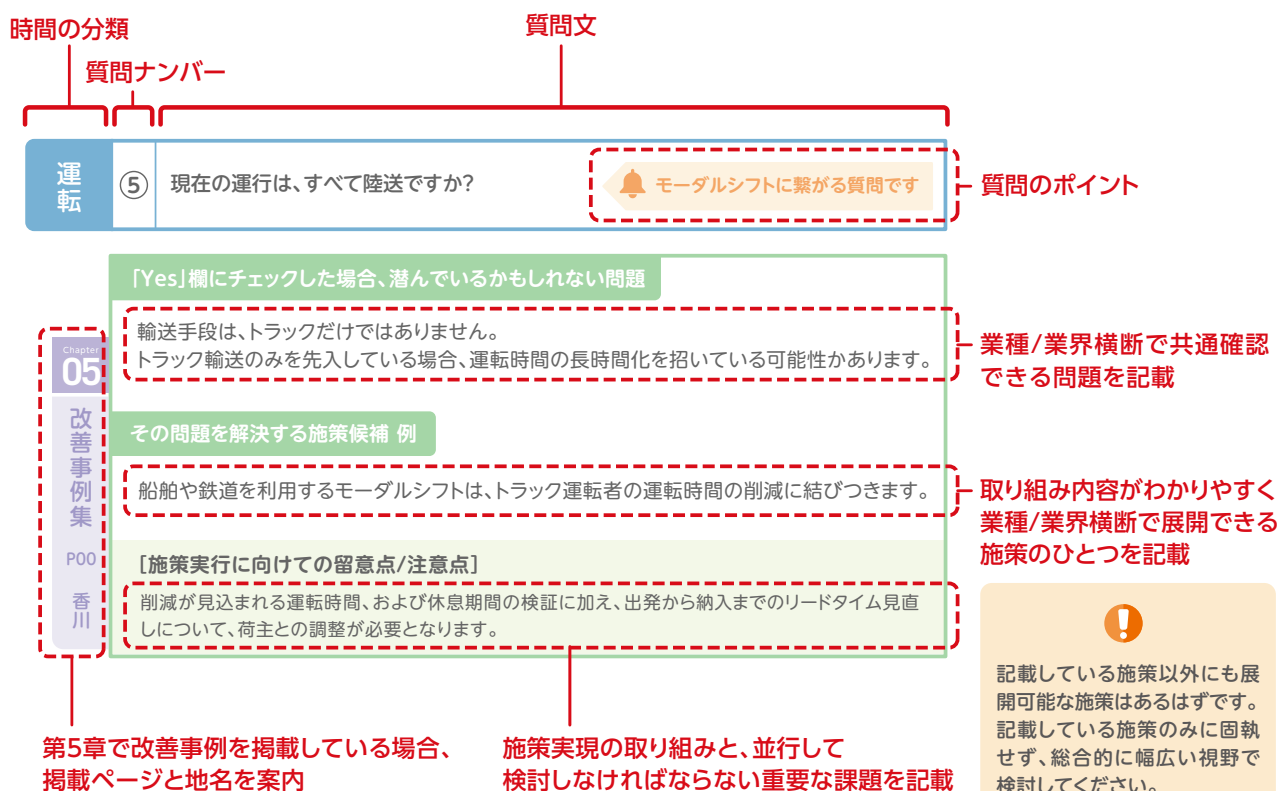 時間の分類
質問ナンバー
質問文
運転
⑤
現在の運行は、すべて陸送ですか?
モーダルシフトに繋がる質問です
質問のポイント
「Yes」欄にチェックした場合、潜んでいるかもしれない問題
輸送手段は、トラックだけではありません。
トラック輸送のみを先入している場合、運転時間の長時間化を招いている可能性かあります。
業種/業界横断で共通確認
できる問題を記載
Chapter
05
改善事例集
P00
香川
その問題を解決する施策候補 例
船舶や鉄道を利用するモーダルシフトは、トラック運転者の運転時間の削減に結びつきます。
取り組み内容がわかりやすく
業種/業界横断で展開できる
施策のひとつを記載
[施策実行に向けての留意点/注意点]
削減が見込まれる運転時間、および休息期間の検証に加え、出発から納入までのリードタイム見直
しについて、荷主との調整が必要となります。
第5章で改善事例を掲載している場合、
掲載ページと地名を案内
施策実現の取り組みと、並行して
検討しなければならない重要な課題を記載
記載している施策以外にも展
開可能な施策はあるはずです。
記載している施策のみに固執
せず、総合的に幅広い視野で
検討してください。